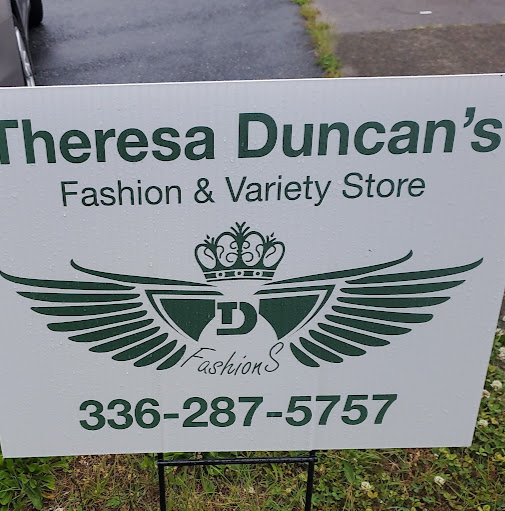 Theresa Duncan's
Fashion & Variety Store
TD
FashionS
336-287-5757